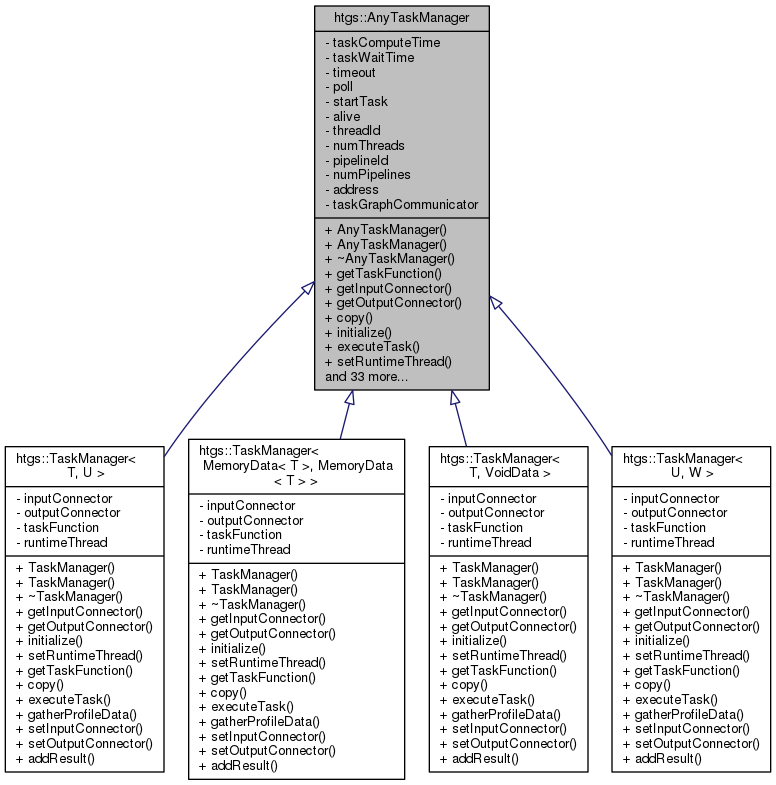 htgs::AnyTaskManager
- taskComputeTime
- taskWaitTime
- timeout
- poll
- startTask
- alive
- threadId
- numThreads
- pipelineId
- numPipelines
- address
- taskGraphCommunicator
+ AnyTaskManager()
+ AnyTaskManager()
+ ~AnyTaskManager()
+ getTaskFunction()
+ getInputConnector()
+ getOutputConnector()
+ copy()
+ initialize()
+ executeTask()
+ setRuntimeThread()
and 33 more...
htgs::TaskManager<
T, U >
- inputConnector
- outputConnector
- taskFunction
- runtimeThread
+ TaskManager()
+ TaskManager()
+ ~TaskManager()
+ getInputConnector()
+ getOutputConnector()
+ initialize()
+ setRuntimeThread()
+ getTaskFunction()
+ copy()
+ executeTask()
+ gatherProfileData()
+ setInputConnector()
+ setOutputConnector()
+ addResult()
htgs::TaskManager<
MemoryData< T >, MemoryData
< T > >
- inputConnector
- outputConnector
- taskFunction
- runtimeThread
+ TaskManager()
+ TaskManager()
+ ~TaskManager()
+ getInputConnector()
+ getOutputConnector()
+ initialize()
+ setRuntimeThread()
+ getTaskFunction()
+ copy()
+ executeTask()
+ gatherProfileData()
+ setInputConnector()
+ setOutputConnector()
+ addResult()
htgs::TaskManager<
T, VoidData >
- inputConnector
- outputConnector
- taskFunction
- runtimeThread
+ TaskManager()
+ TaskManager()
+ ~TaskManager()
+ getInputConnector()
+ getOutputConnector()
+ initialize()
+ setRuntimeThread()
+ getTaskFunction()
+ copy()
+ executeTask()
+ gatherProfileData()
+ setInputConnector()
+ setOutputConnector()
+ addResult()
htgs::TaskManager<
U, W >
- inputConnector
- outputConnector
- taskFunction
- runtimeThread
+ TaskManager()
+ TaskManager()
+ ~TaskManager()
+ getInputConnector()
+ getOutputConnector()
+ initialize()
+ setRuntimeThread()
+ getTaskFunction()
+ copy()
+ executeTask()
+ gatherProfileData()
+ setInputConnector()
+ setOutputConnector()
+ addResult()